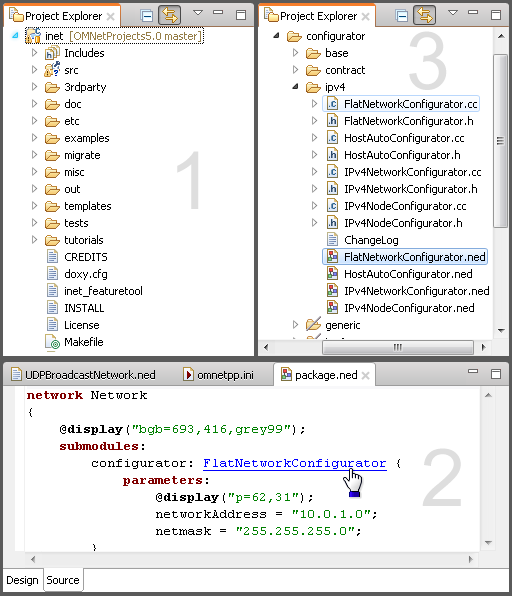 Project Explorer
inet [OMNetProjects5.0 master]
Includes
src
3rdparty
doc
etc
examples
migrate
misc
out
templates
tests
tutorials
CREDITS
doxy.cfg
inet_featuretool
INSTALL
License
Makefile
1
Project Explorer
configurator
base
contract
ipv4
FlatNetworkConfigurator.cc
FlatNetworkConfigurator.h
HostAutoConfigurator.cc
HostAutoConfigurator.h
IPv4NetworkConfigurator.cc
IPv4NetworkConfigurator.h
IPv4NodeConfigurator.cc
IPv4NodeConfigurator.h
ChangeLog
FlatNetworkConfigurator.ned
HostAutoConfigurator.ned
IPv4NetworkConfigurator.ned
IPv4NodeConfigurator.ned
generic
3
UDPBroadcastNetwork.ned omnetpp.ini package.ned
network Network
{
@display("bgb=693,416,grey99");
submodules:
configurator: FlatNetworkConfigurator {
parameters:
@display("p=62,31");
networkAddress = "10.0.1.0";
netmask = "255.255.255.0";
}
2
Design Source